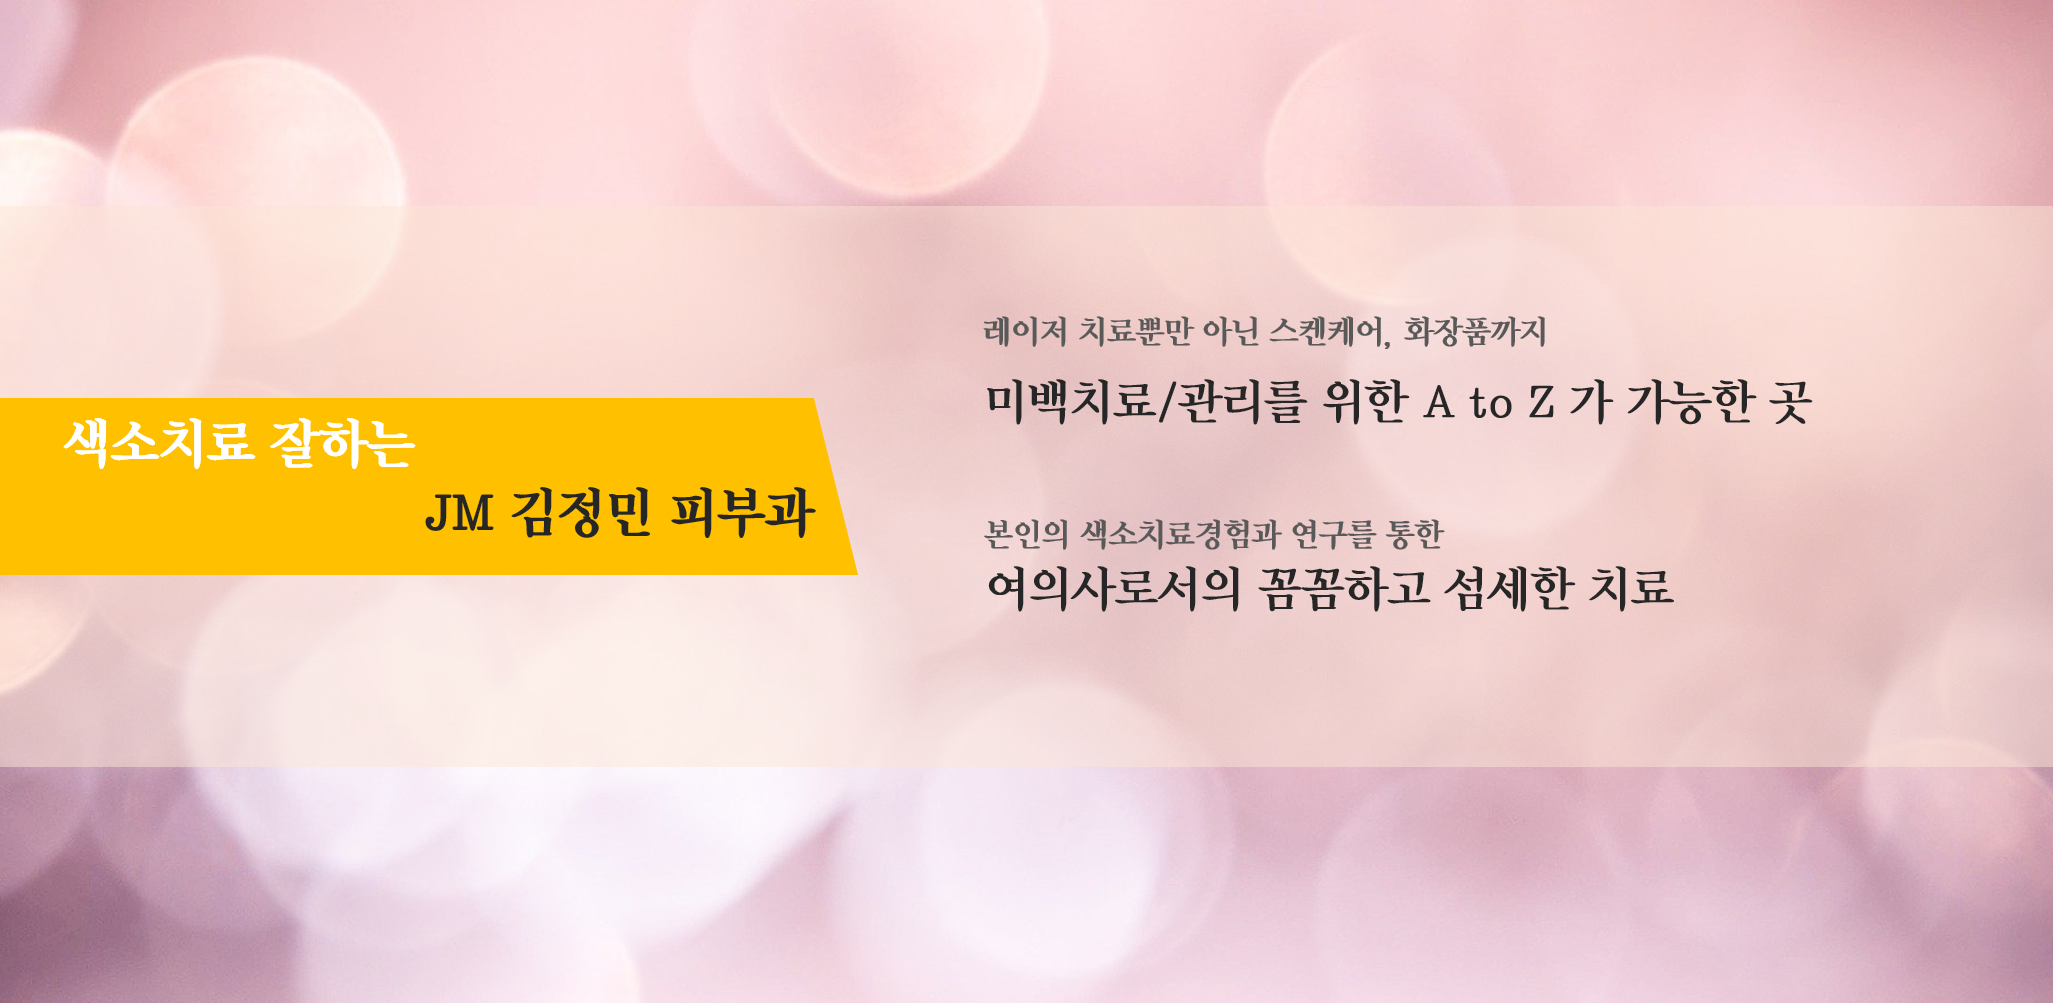 색소치료 잘하는
JM 김정민 피부과
레이저 치료뿐만 아닌 스켄케어, 화장품까지
미백치료/관리를 위한 A to Z 가 가능한 곳
본인의 색소치료경험과 연구를 통한
여의사로서의 꼼꼼하고 섬세한 치료